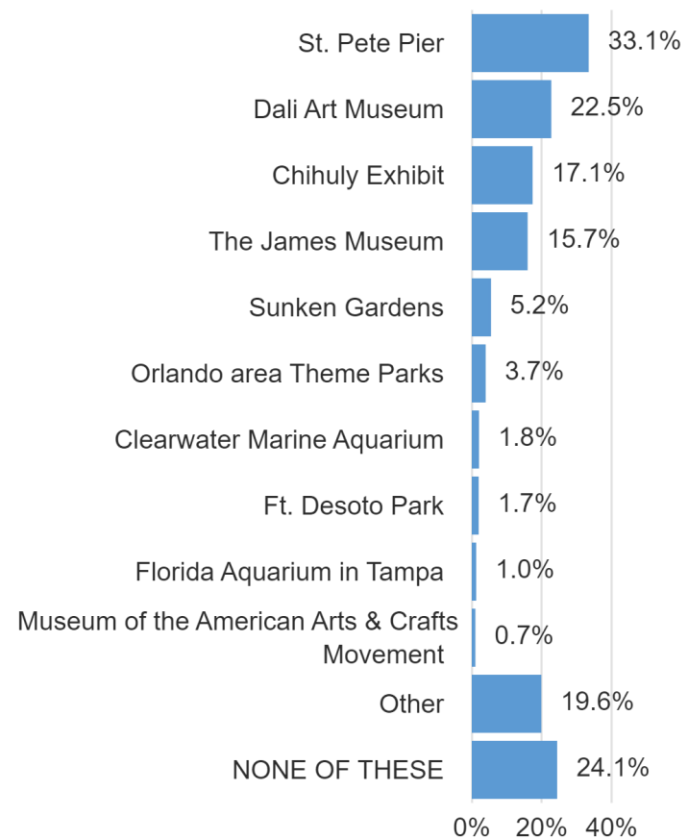 St. Pete Pier 33.1%
Dali Art Museum 22.5%
Chihuly Exhibit 17.1%
The James Museum 15.7%
Sunken Gardens 5.2%
Orlando area Theme Parks 3.7%
Clearwater Marine Aquarium 1.8%
Ft. Desoto Park 1.7%
Florida Aquarium in Tampa 1.0%
Museum of the American Arts & Crafts
Movement 0.7%
Other 19.6%
NONE OF THESE 24.1%
0% 20% 40%